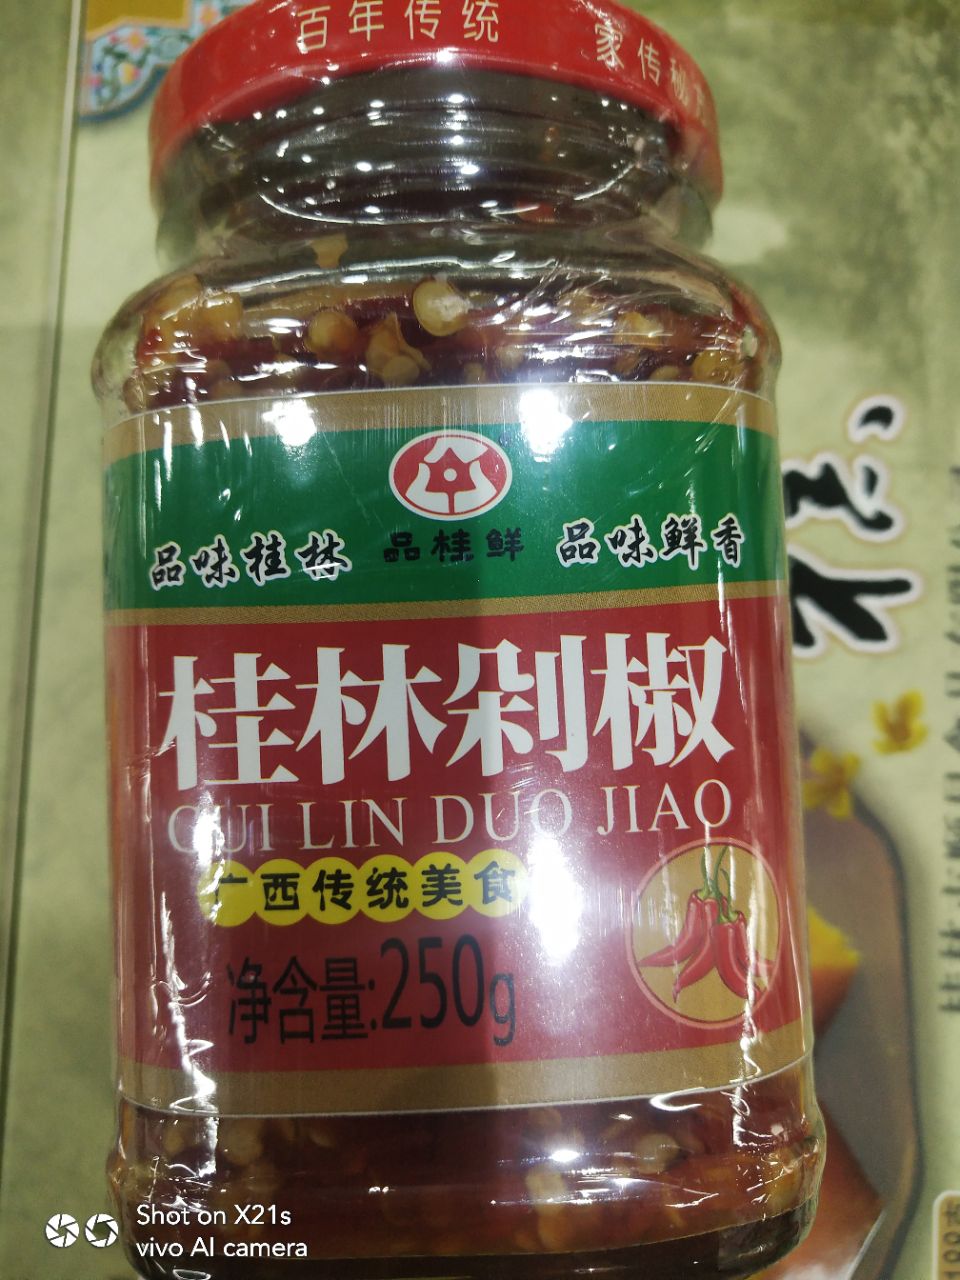 百年传统 家传秘
品味桂林 品桂鲜 品味鲜香
桂林剁椒
GUI LIN DUO JIAO
广西传统美食
净含量:250g
Shot on X21s
vivo AI camera